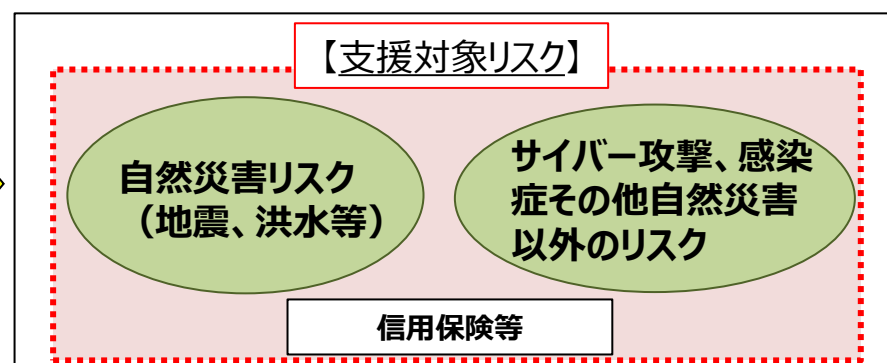 【支援対象リスク】
自然災害リスク
（地震、洪水等）
サイバー攻撃、感染
症その他自然災害
以外のリスク
信用保険等